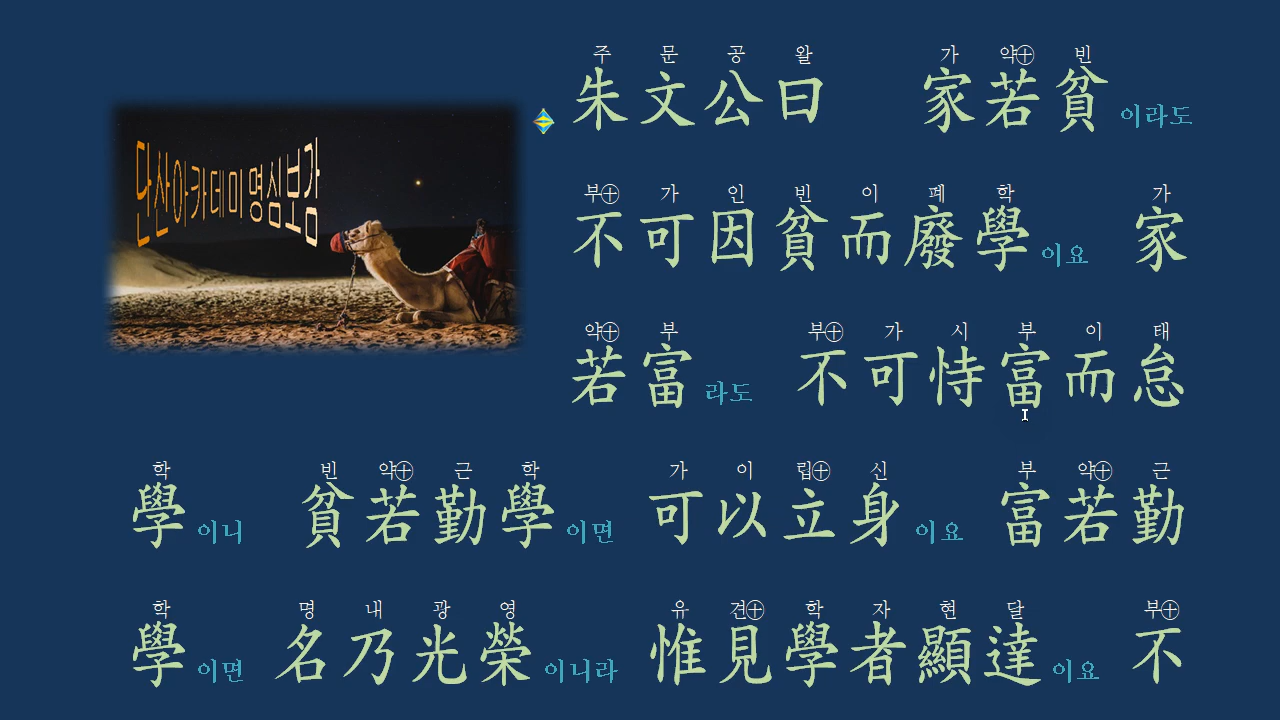 단산아카데미명심보감
주 문 공 왈 가 약⊕ 빈
朱文公曰 家若貧이라도
부⊕ 가 인 빈 이 폐 학 가
不可因貧而廢學이요 家
약⊕ 부 부⊕ 가 시 부 이 태
若富라도 不可恃富而怠
학 빈 약⊕ 근 학 가 이 립⊕ 신 부 약⊕ 근
學이니 貧若勤學이면 可以立身이요 富若勤
학 명 내 광 영 유 견⊕ 학 자 현 달 부⊕
學이면 名乃光榮이니라 惟見學者顯達이요 不